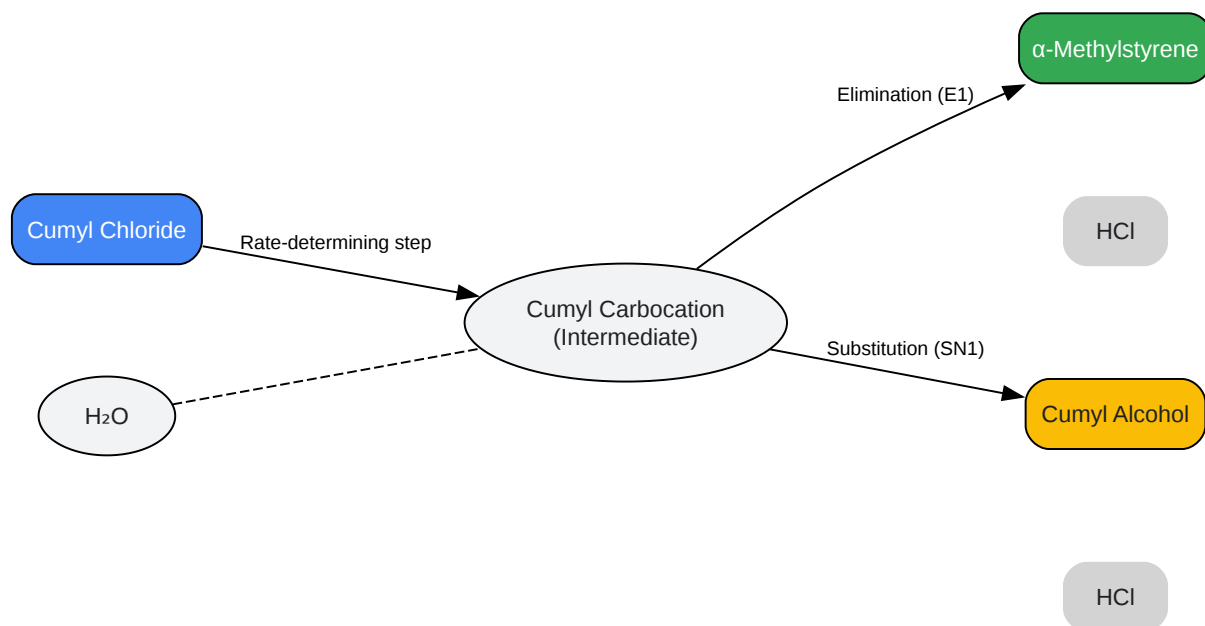 α-Methylstyrene
Elimination (E1)
Cumyl Chloride
HCl
Rate-determining step
Cumyl Carbocation
(Intermediate)
Substitution (SN1)
H₂O
Cumyl Alcohol
HCl